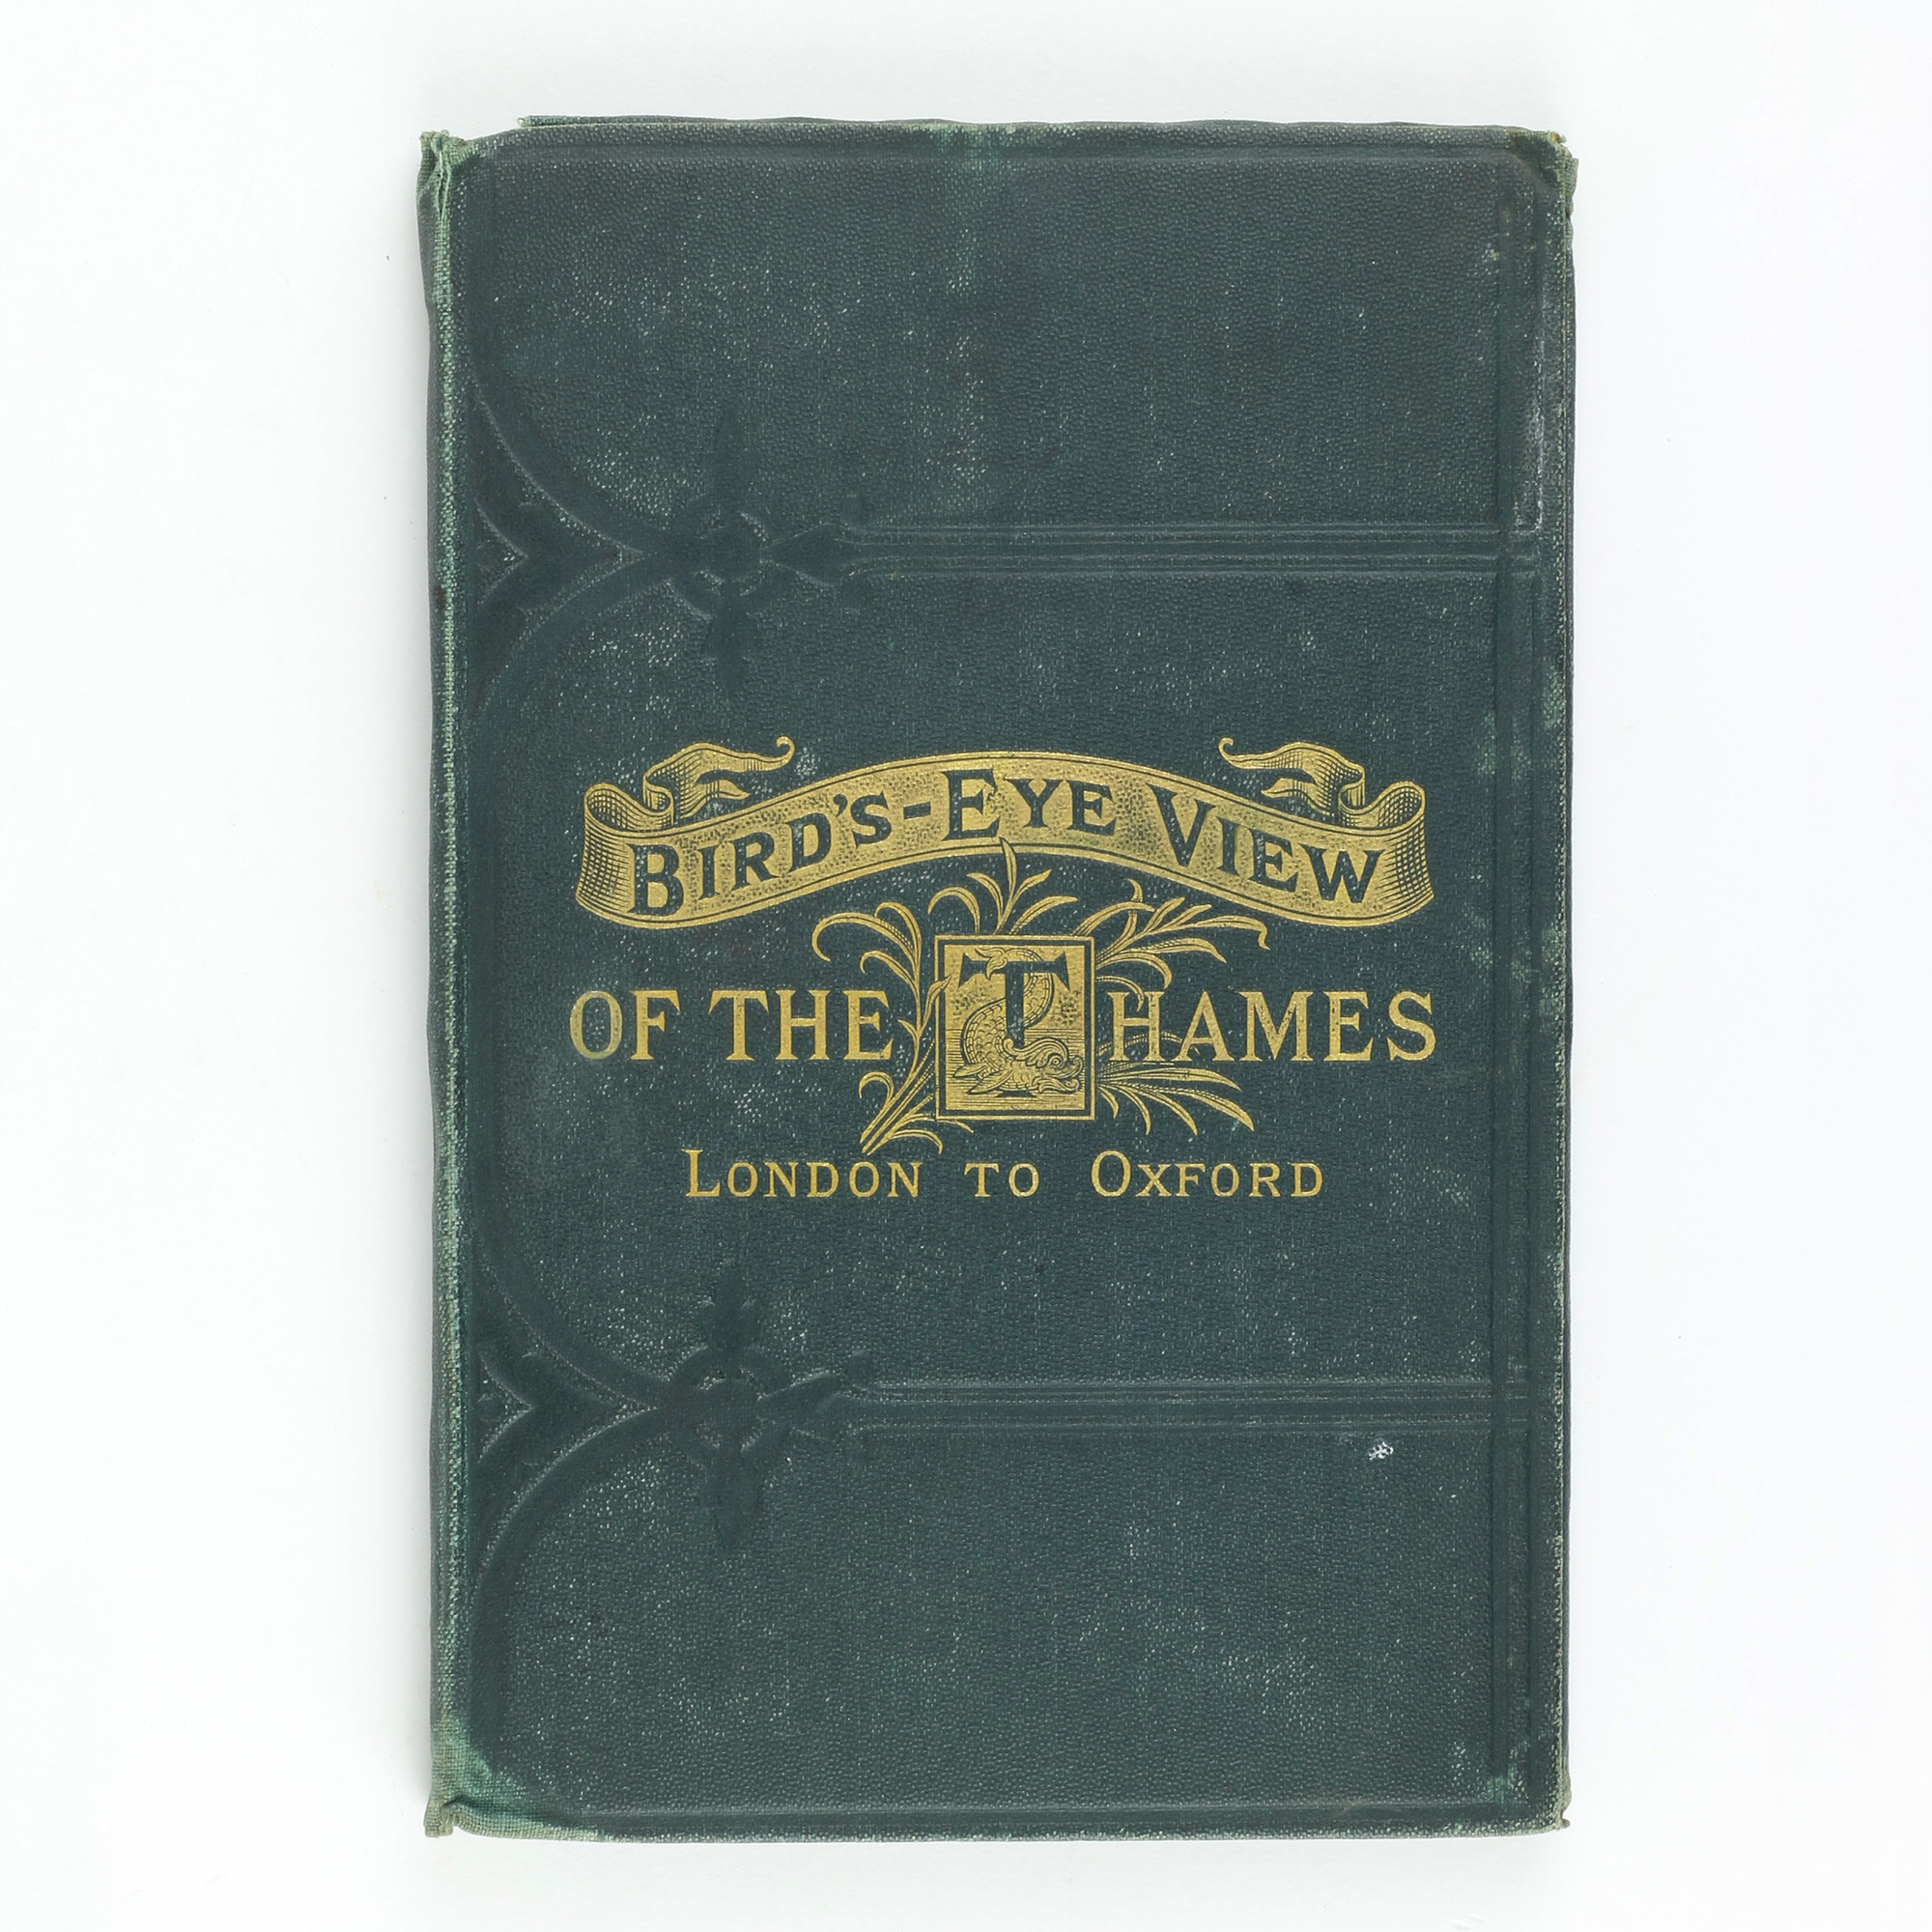 BIRD'S-EYE VIEW
OF THE THAMES
LONDON TO OXFORD